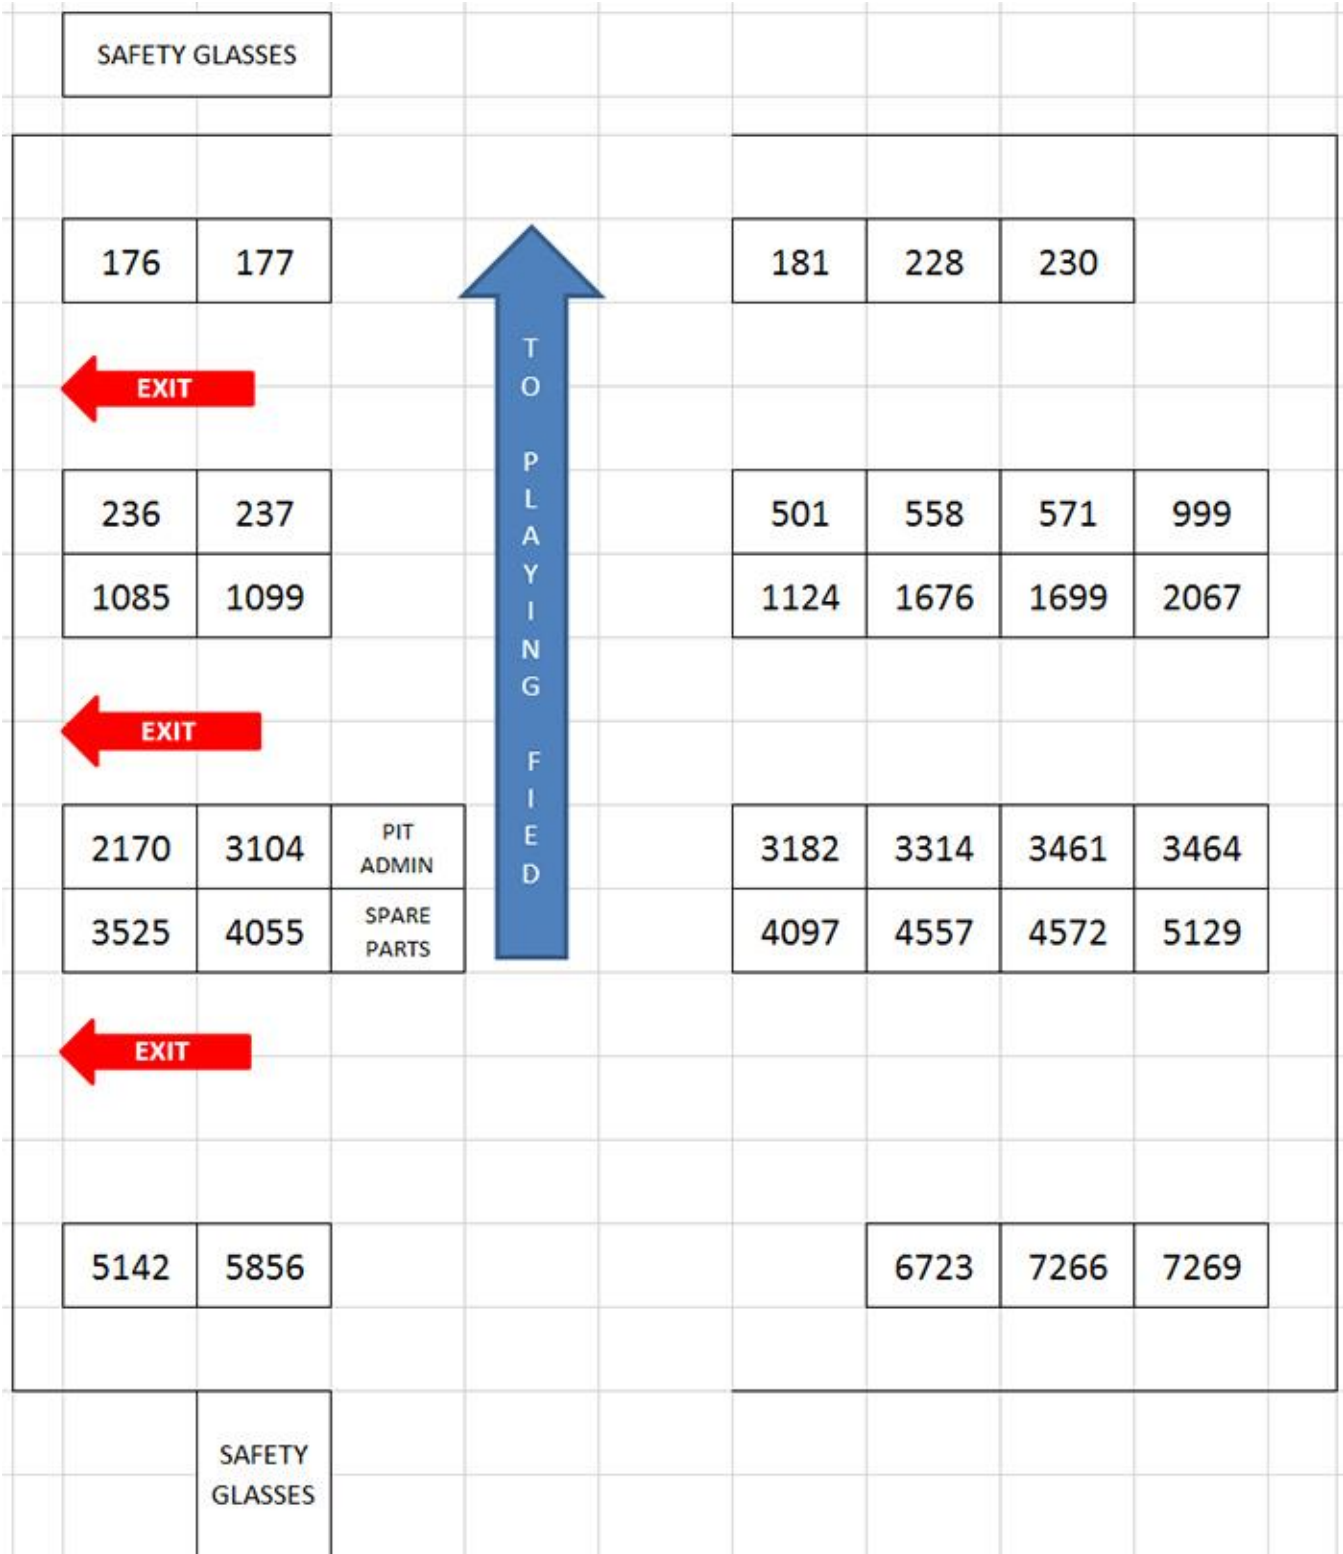 SAFETY GLASSES
176 177 181 228 230
EXIT
236 237 501 558 571 999
1085 1099 1124 1676 1699 2067
EXIT
2170 3104 PIT ADMIN 3182 3314 3461 3464
3525 4055 SPARE PARTS 4097 4557 4572 5129
TO PLAYING FIED
EXIT
5142 5856 6723 7266 7269
SAFETY
GLASSES